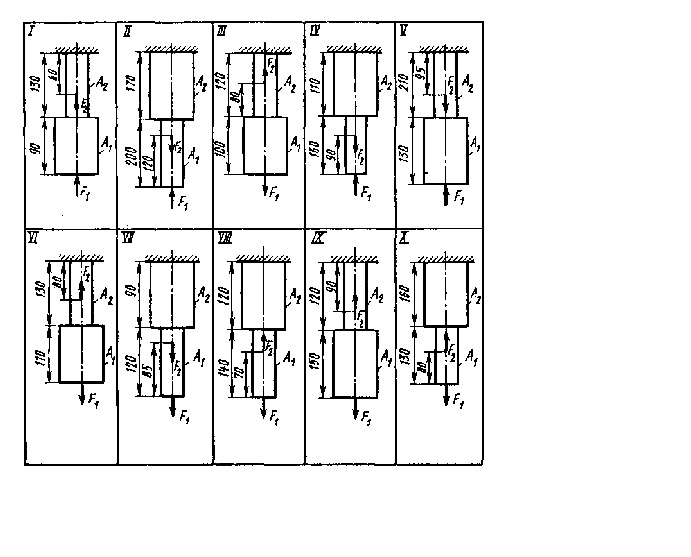 I
130
60
F₂
A₂
90
A₁
F₁
II
170
A₂
200
120
F₂
A₁
F₁
III
120
80
F₂
A₂
100
A₁
F₁
IV
110
A₂
160
90
F₂
A₁
F₁
V
210
95
F₂
A₂
150
A₁
F₁
VI
130
80
F₂
A₂
110
A₁
F₁
VII
90
A₂
120
85
F₂
A₁
F₁
VIII
120
A₂
140
70
F₂
A₁
F₁
IX
120
90
F₂
A₂
150
A₁
F₁
X
160
A₂
130
80
F₂
A₁
F₁